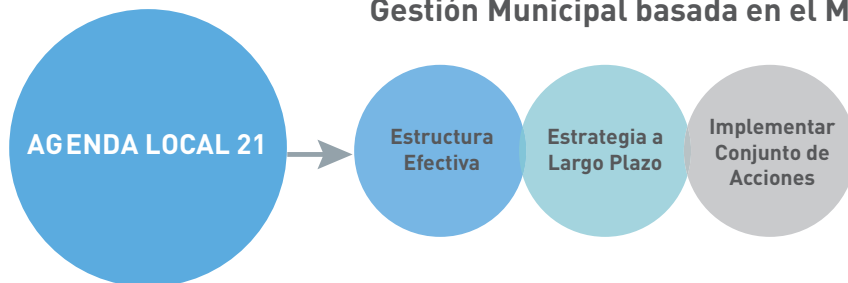 Gestión Municipal basada en el M
AGENDA LOCAL 21
Estructura
Efectiva
Estrategia a
Largo Plazo
Implementar
Conjunto de
Acciones